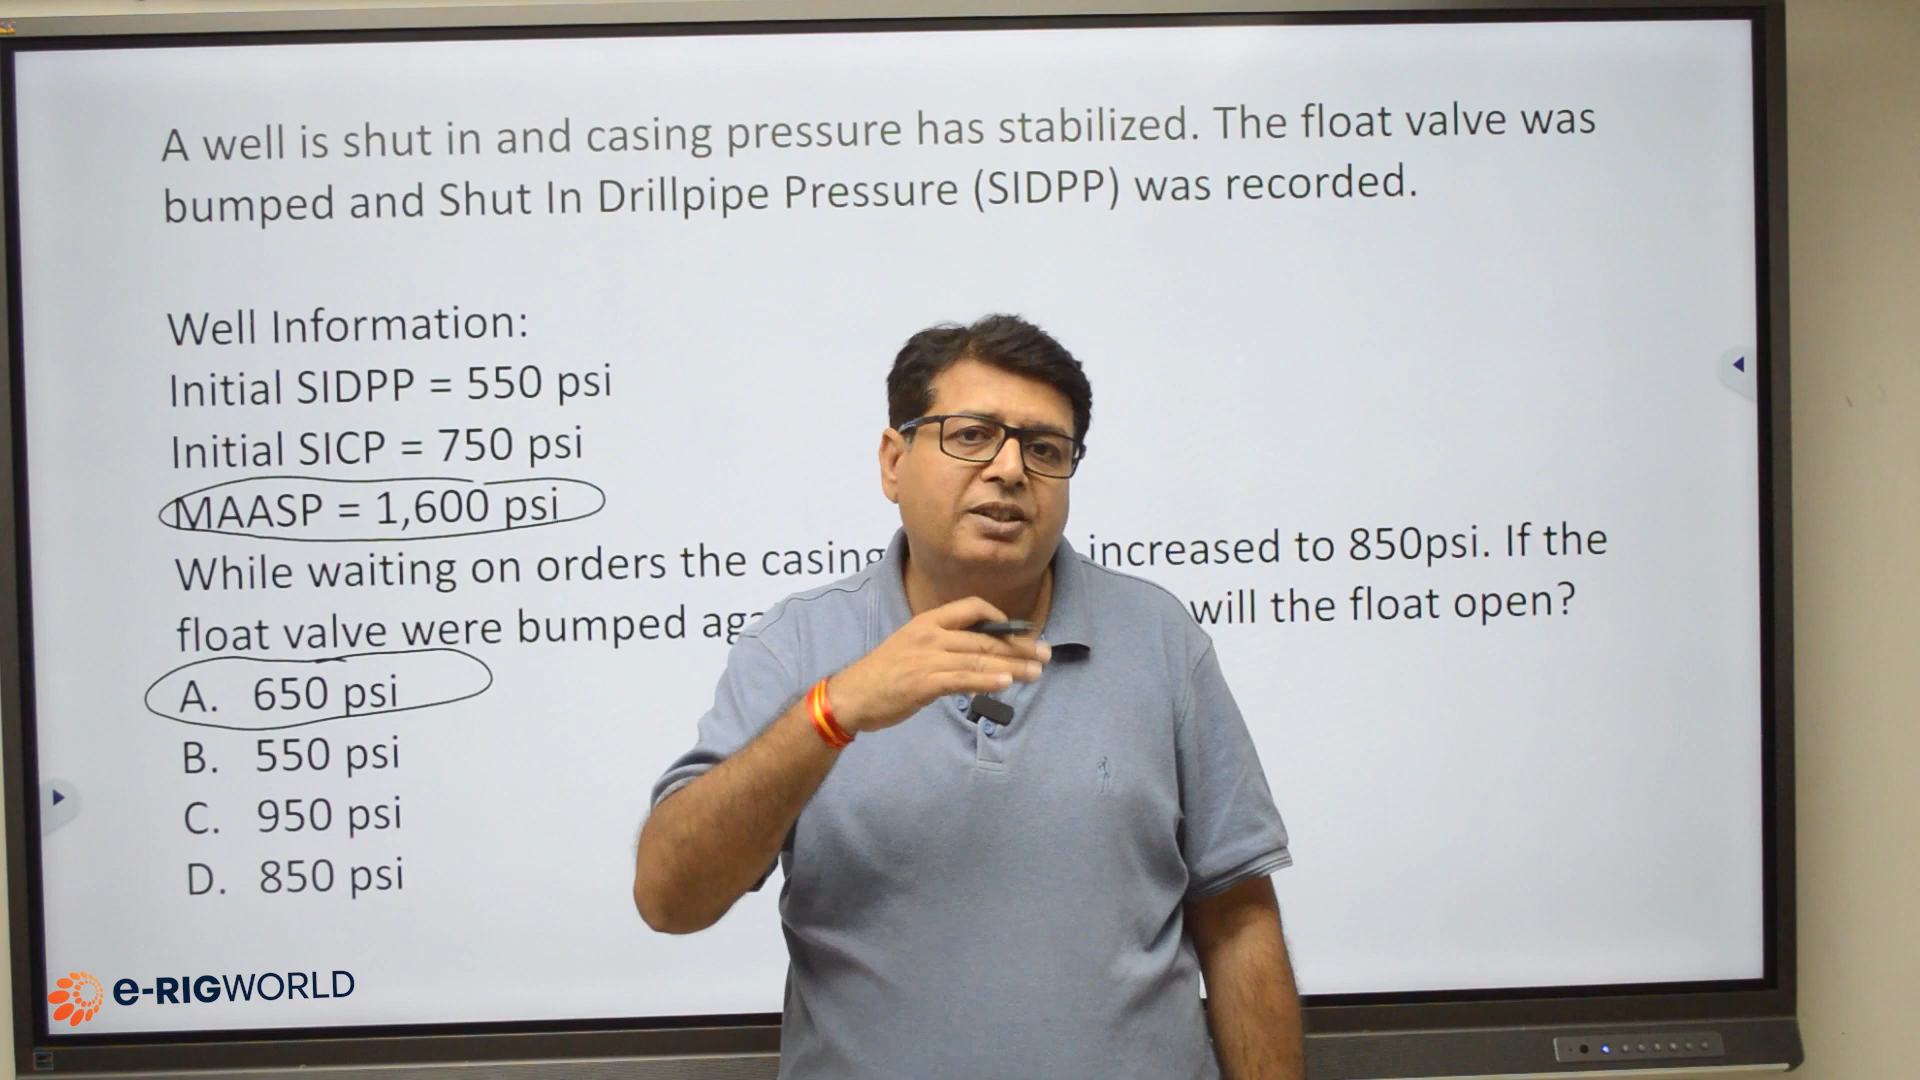 A well is shut in and casing pressure has stabilized. The float valve was
bumped and Shut In Drillpipe Pressure (SIDPP) was recorded.
Well Information:
Initial SIDPP = 550 psi
Initial SICP = 750 psi
MAASP = 1,600 psi
While waiting on orders the casing increased to 850psi. If the
float valve were bumped will the float open?
A. 650 psi
B. 550 psi
C. 950 psi
D. 850 psi
e-RIGWORLD